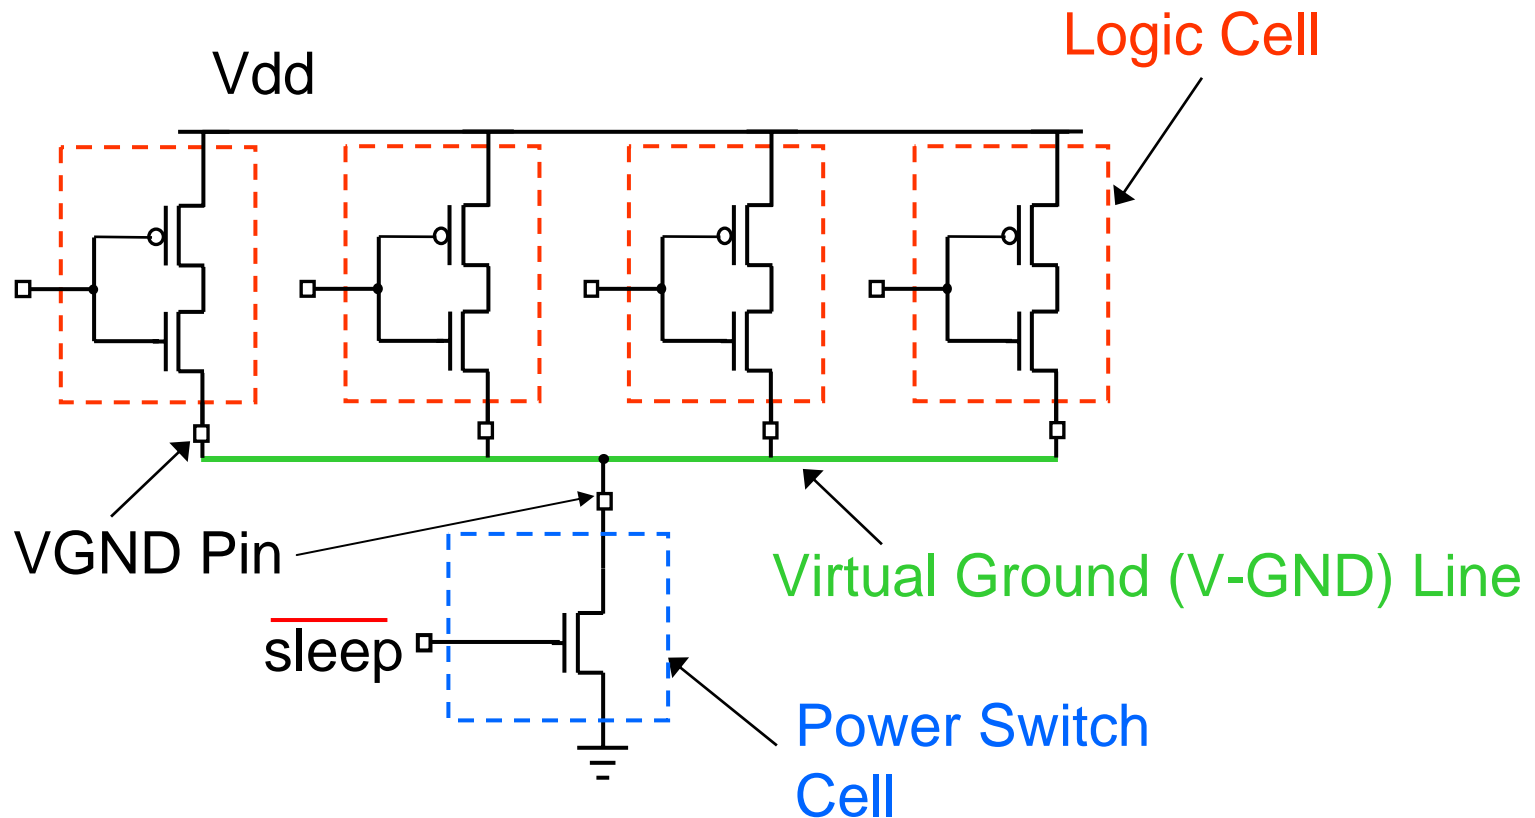 Logic Cell
Vdd
VGND Pin
Virtual Ground (V-GND) Line
sleep
Power Switch
Cell